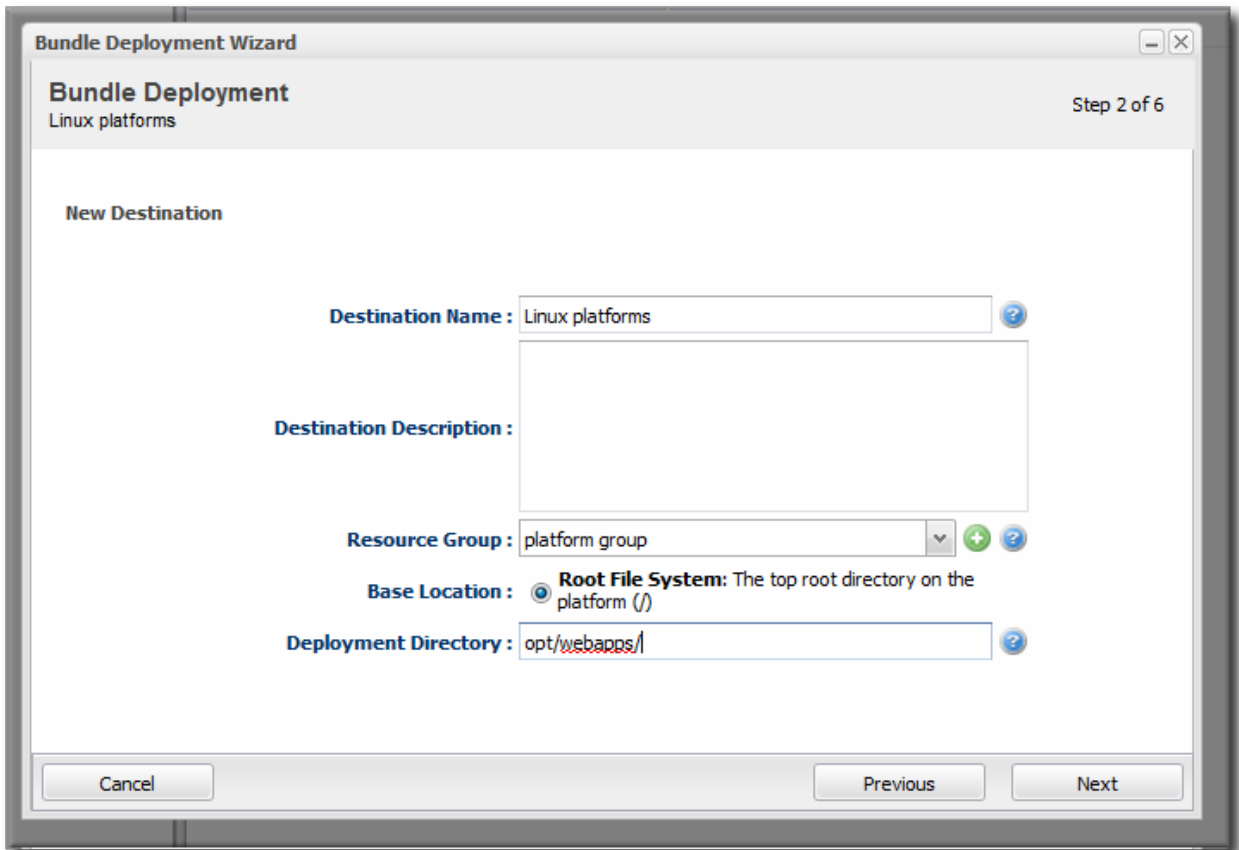 Bundle Deployment Wizard
Bundle Deployment
Linux platforms
Step 2 of 6
New Destination
Destination Name : Linux platforms
Destination Description :
Resource Group : platform group
Base Location : Root File System: The top root directory on the
platform (/)
Deployment Directory : opt/webapps/
Cancel Previous Next